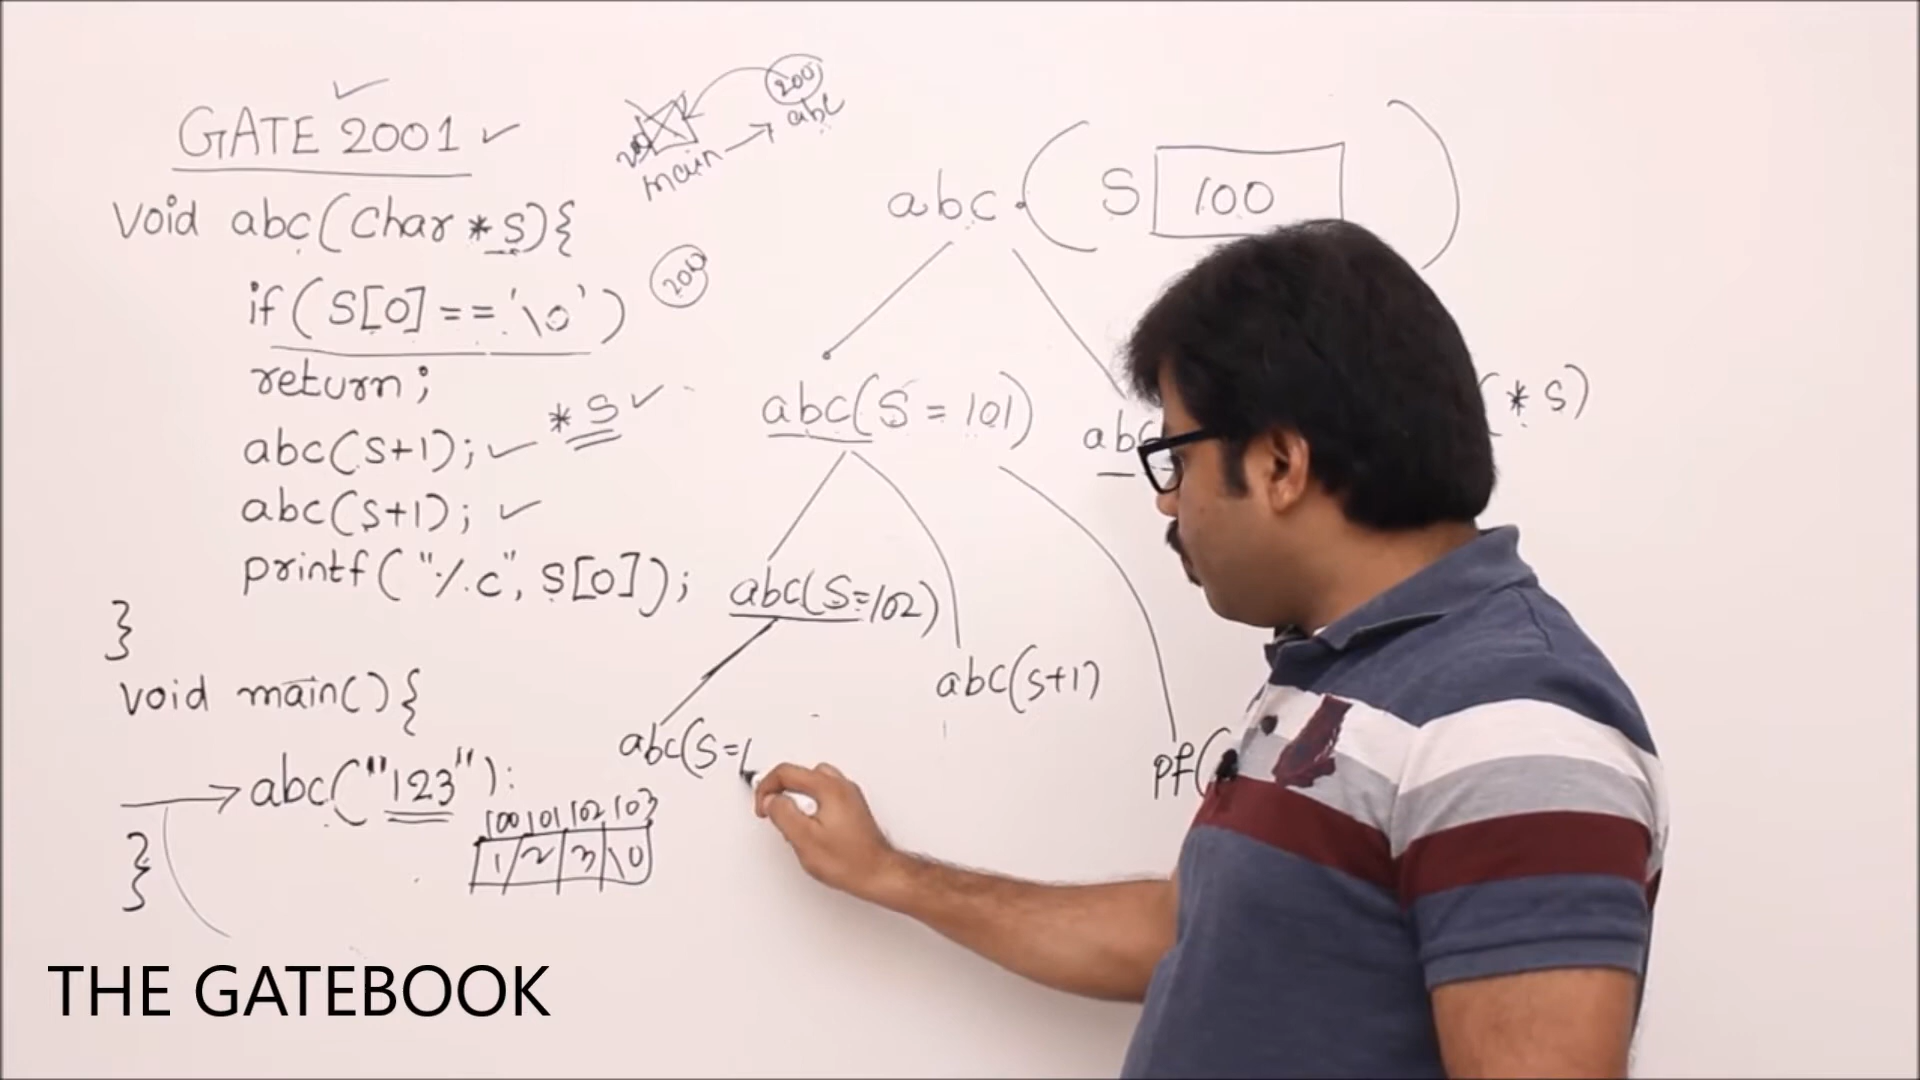 GATE 2001
void abc(char *s){
if(S[0]=='\0')
return;
abc(s+1); *S
abc(s+1);
printf("%c", s[0]);
}
void main(){
abc("123");
}
100 101 102 103
1 2 3 \0
200
main → abc
200
abc( S 100 )
abc(S = 101)
*S)
abc(S=102)
abc(s+1)
abc(S=1
Pf(
THE GATEBOOK